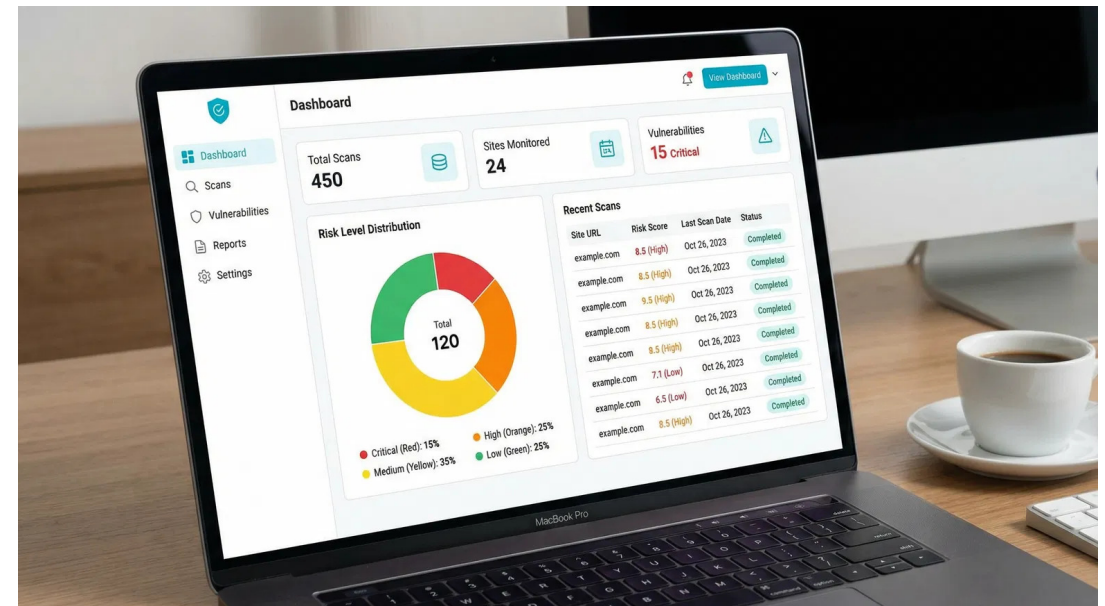 Dashboard
View Dashboard
Dashboard
Scans
Vulnerabilities
Reports
Settings
Total Scans
450
Sites Monitored
24
Vulnerabilities
15 Critical
Risk Level Distribution
Total
120
Critical (Red): 15%
High (Orange): 25%
Medium (Yellow): 35%
Low (Green): 25%
Recent Scans
Site URL Risk Score Last Scan Date Status
example.com 8.5 (High) Oct 26, 2023 Completed
example.com 8.5 (High) Oct 26, 2023 Completed
example.com 9.5 (High) Oct 26, 2023 Completed
example.com 8.5 (High) Oct 26, 2023 Completed
example.com 8.5 (High) Oct 26, 2023 Completed
example.com 7.1 (Low) Oct 26, 2023 Completed
example.com 6.5 (Low) Oct 26, 2023 Completed
example.com 8.5 (High) Oct 26, 2023 Completed
MacBook Pro